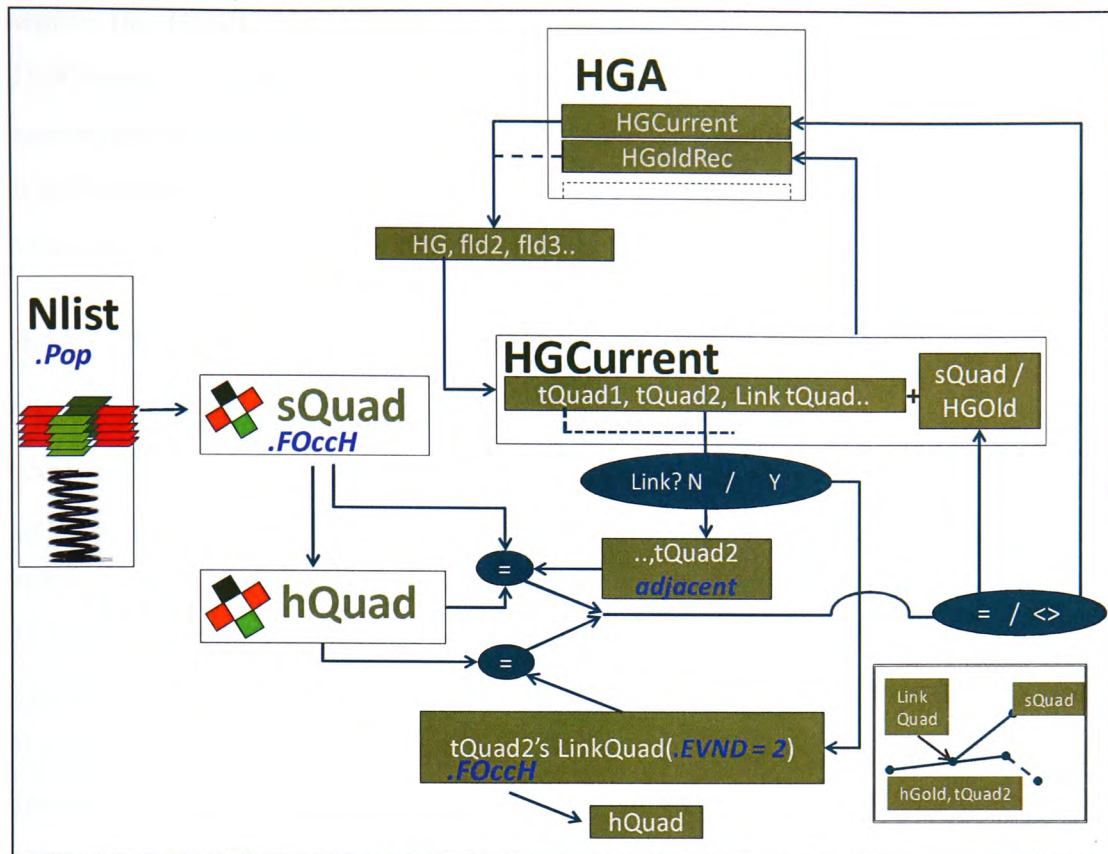 HGA
HGCurrent
HGoldRec
HG, fld2, fld3..
Nlist
.Pop
HGCurrent
tQuad1, tQuad2, Link tQuad..
+
sQuad /
HGOld
sQuad
.FOccH
Link? N / Y
..,tQuad2
adjacent
=
hQuad
= / <>
=
Link
Quad
sQuad
hGold, tQuad2
tQuad2's LinkQuad(.EVND = 2)
.FOccH
hQuad